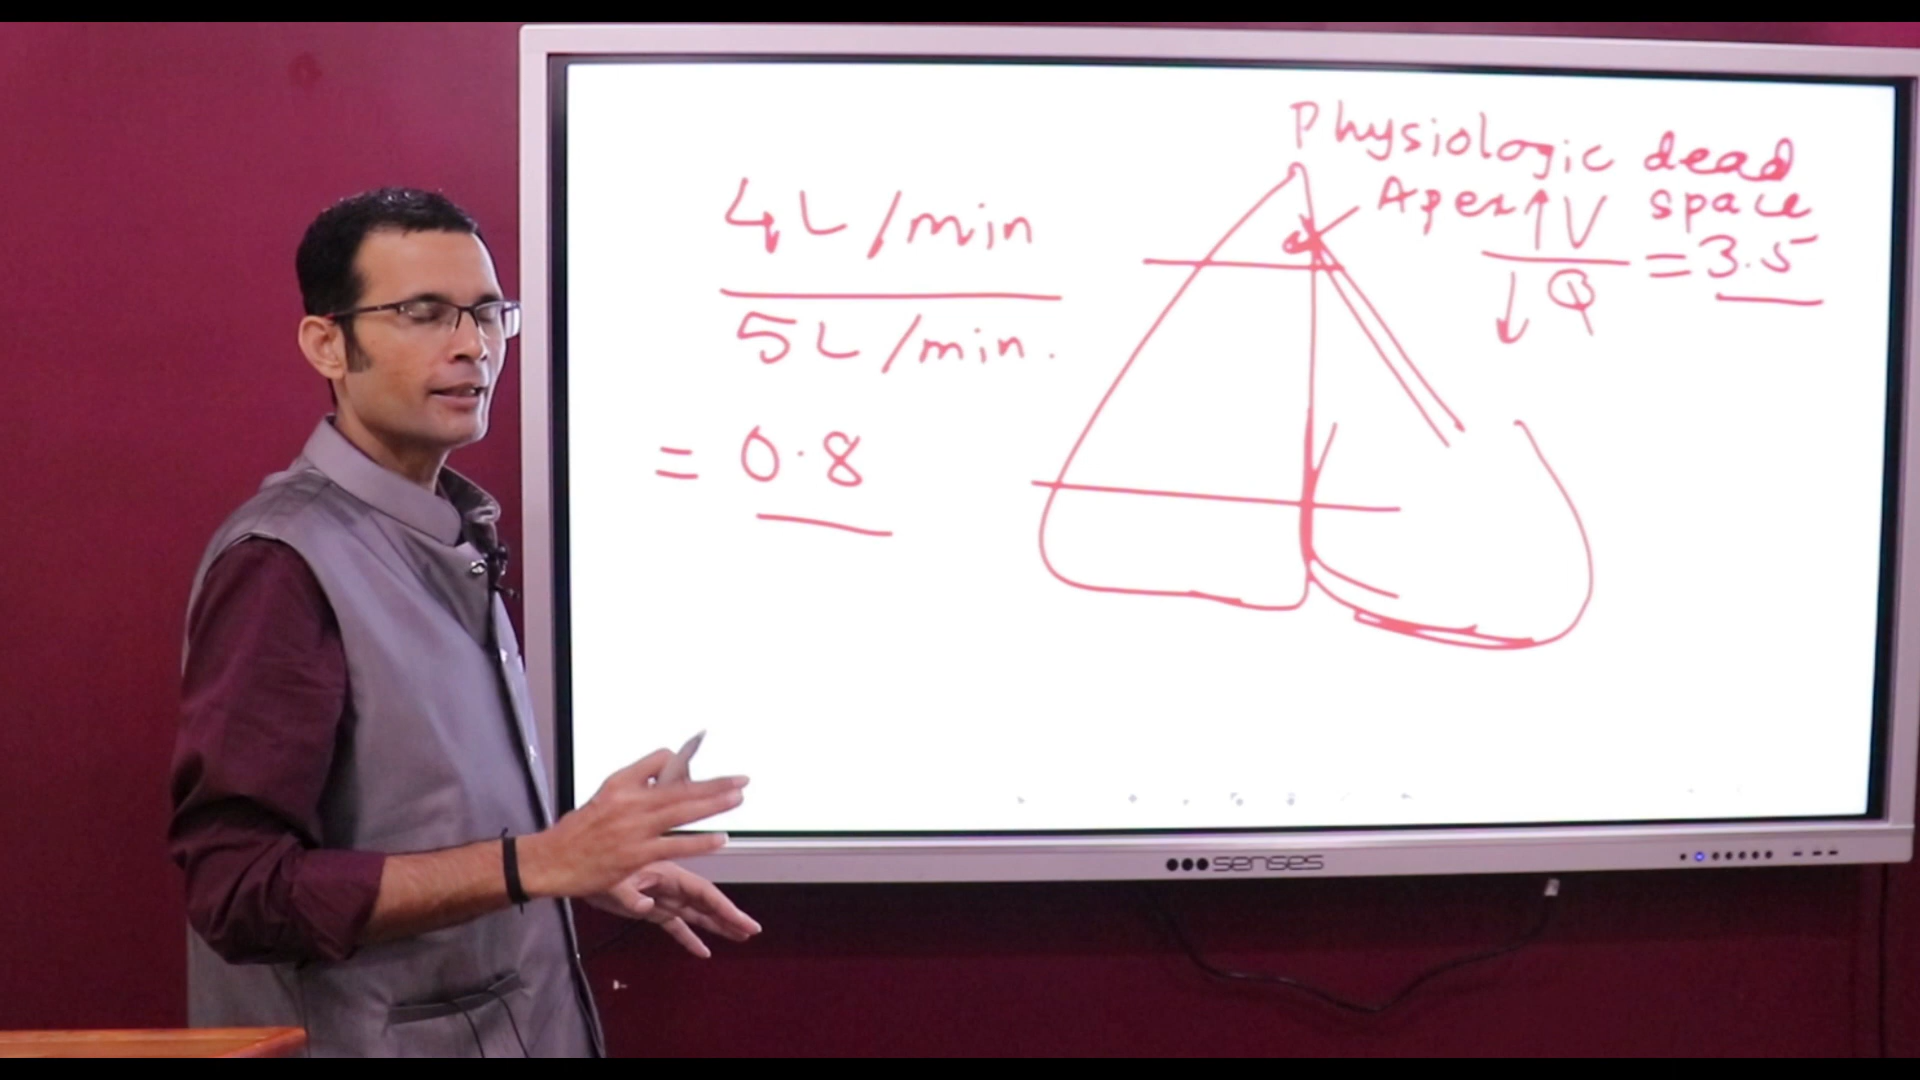 4L/min
5L/min.
= 0.8
Physiologic dead
Apex ↑V space
↓Q = 3.5
senses